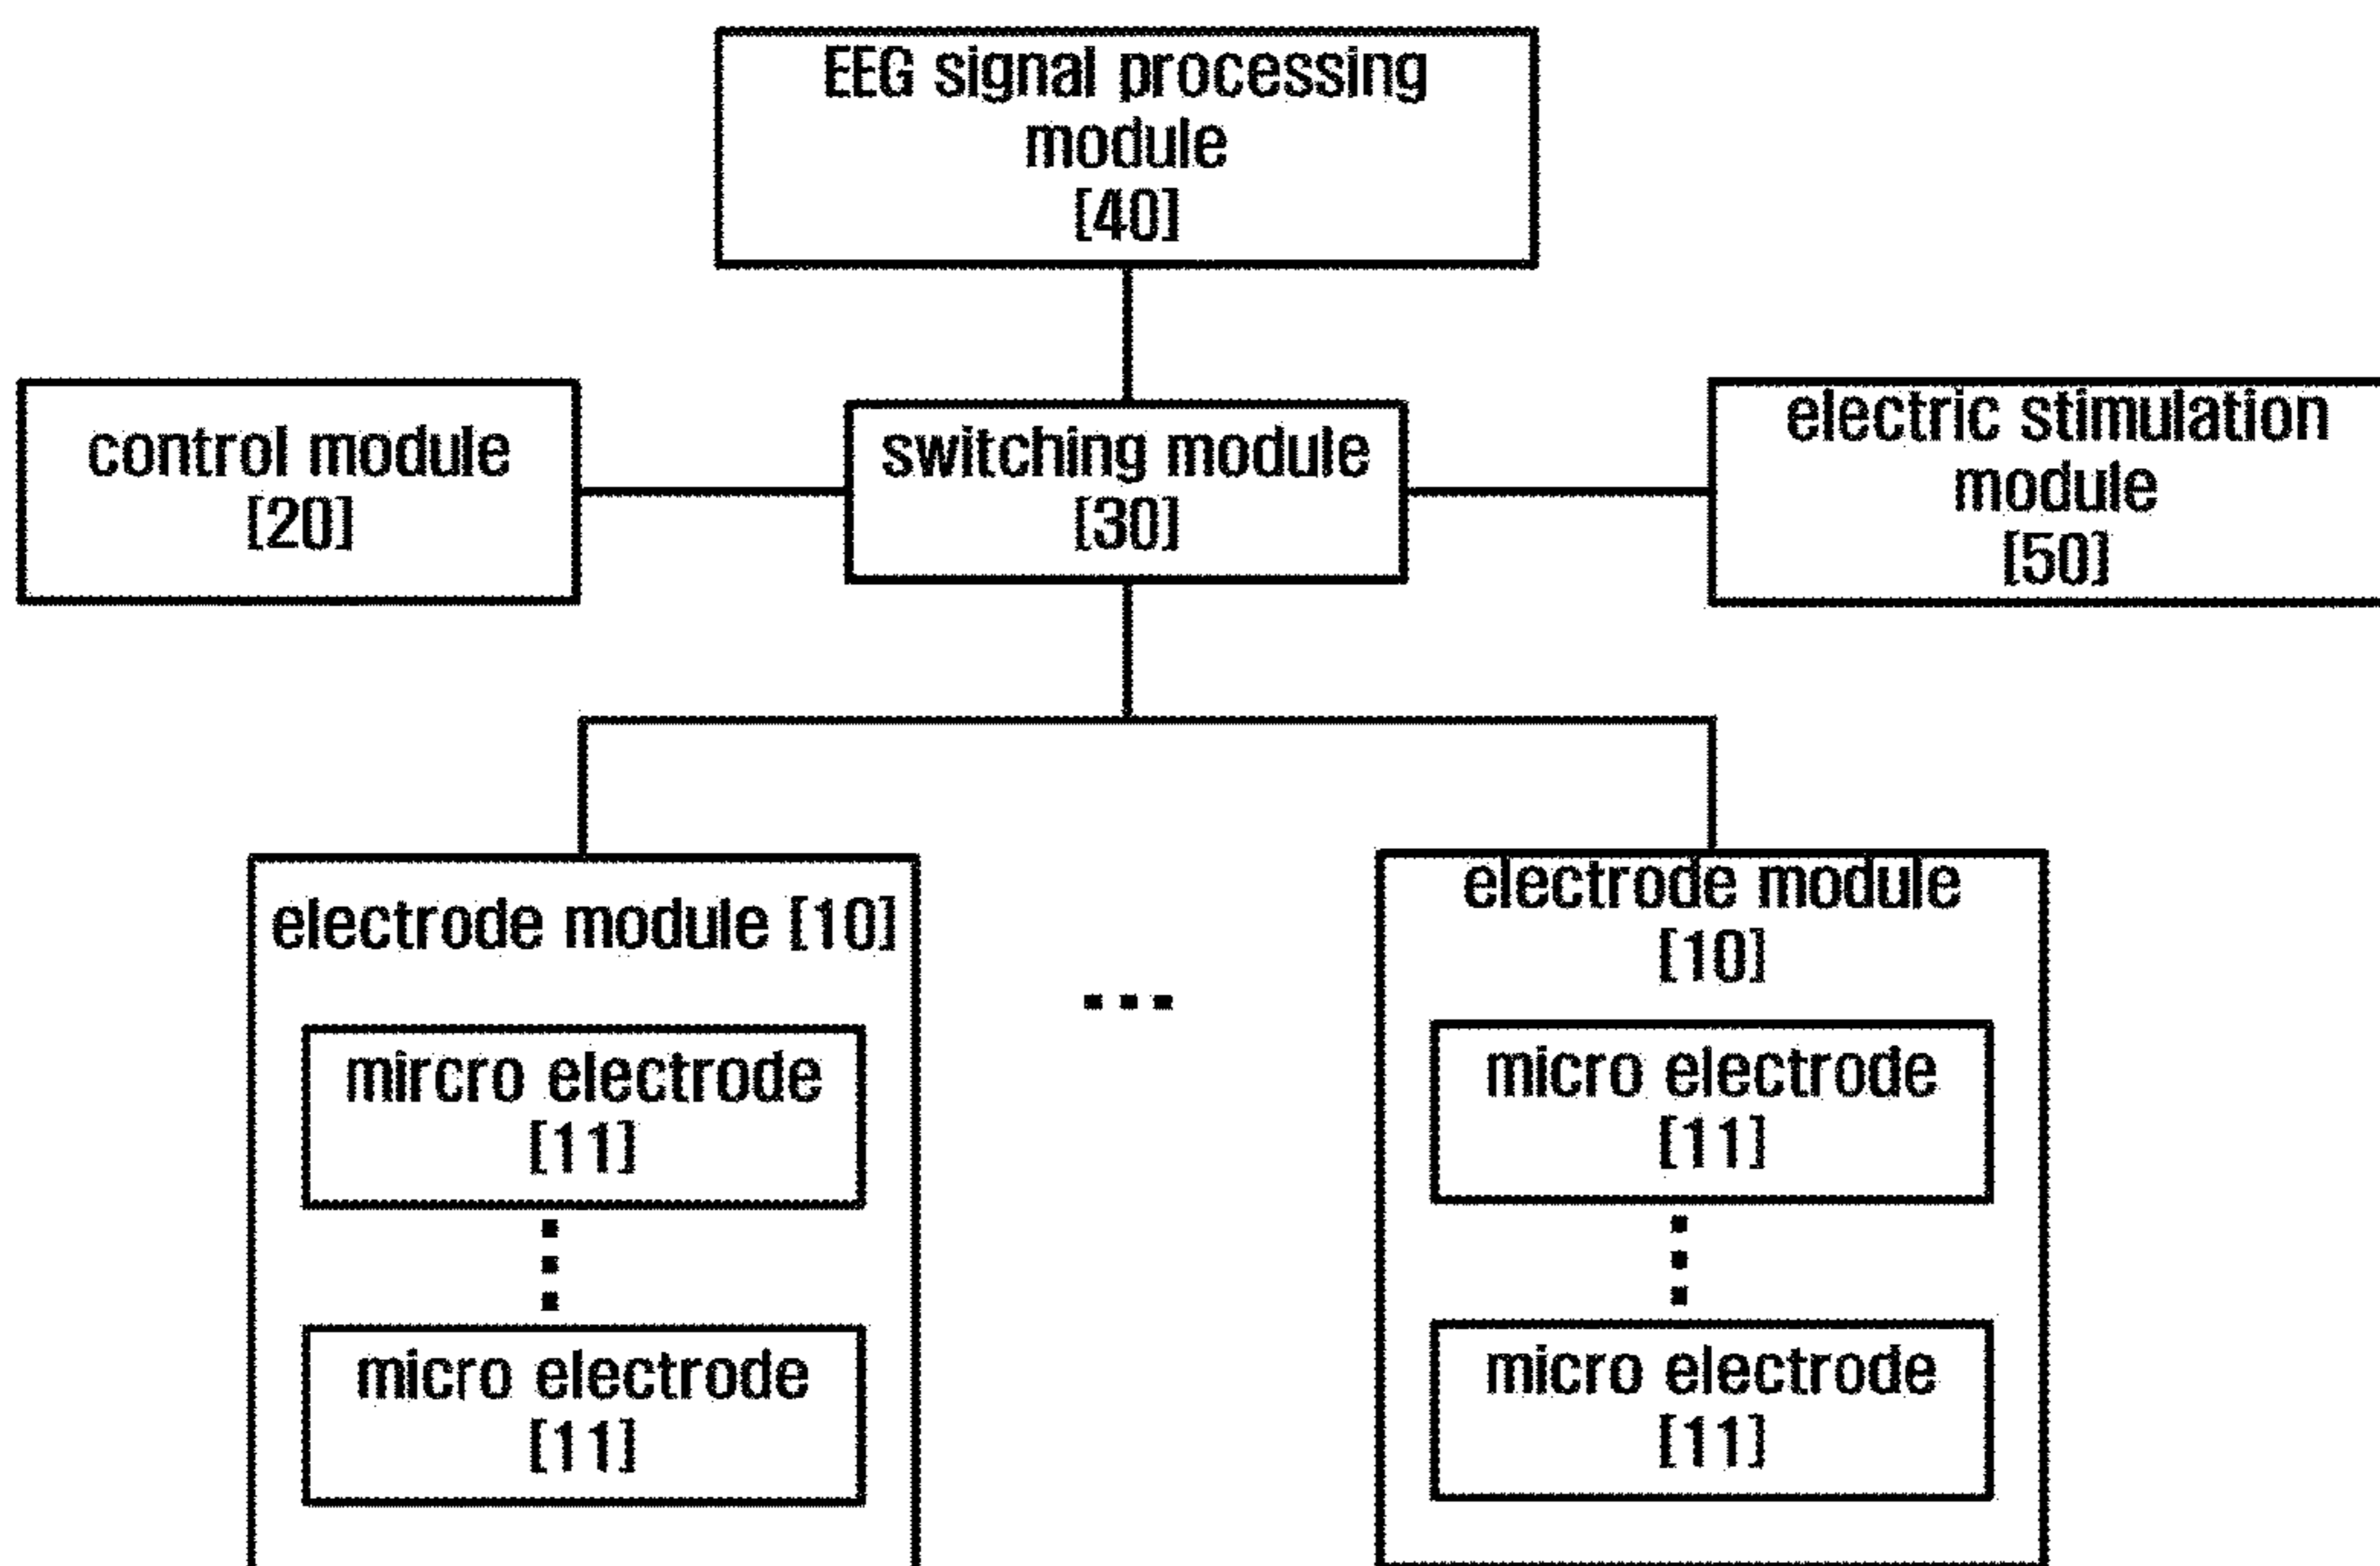 EEG signal processing
module
[40]
control module
[20]
switching module
[30]
electric stimulation
module
[50]
electrode module [10]
mircro electrode
[11]
micro electrode
[11]
electrode module
[10]
micro electrode
[11]
micro electrode
[11]